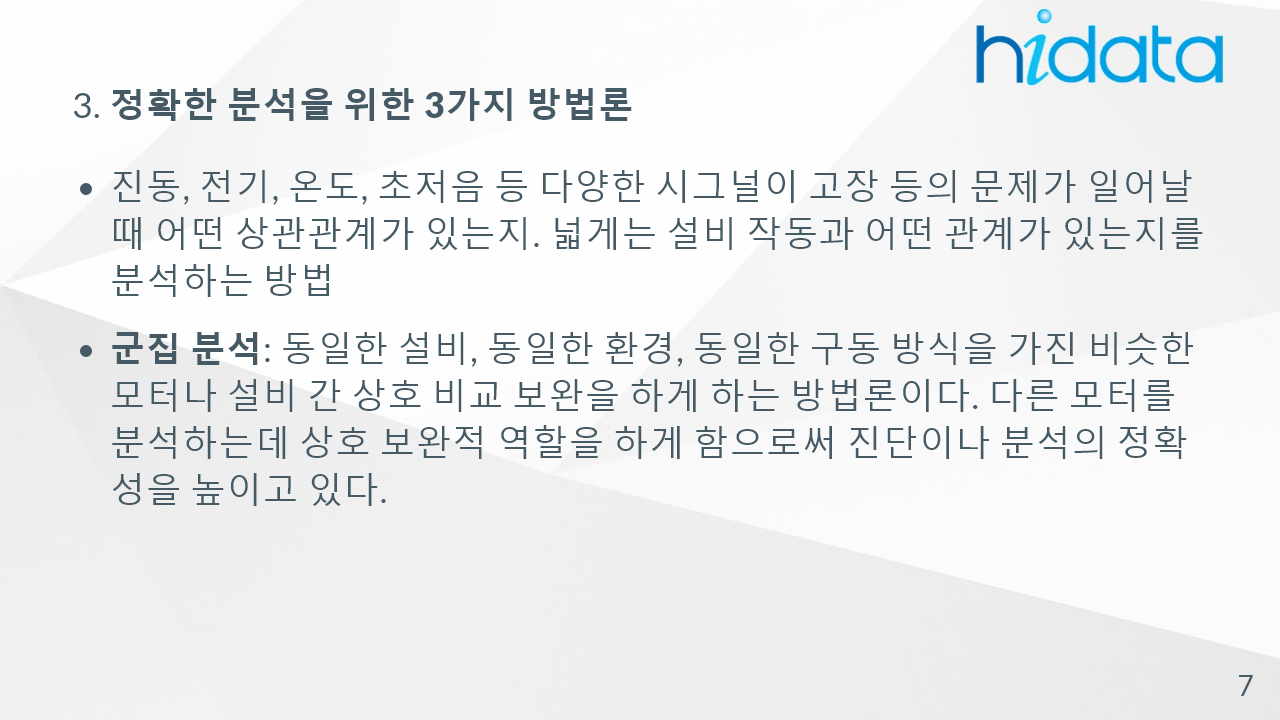 hidata
3. 정확한 분석을 위한 3가지 방법론
• 진동, 전기, 온도, 초저음 등 다양한 시그널이 고장 등의 문제가 일어날
때 어떤 상관관계가 있는지. 넓게는 설비 작동과 어떤 관계가 있는지를
분석하는 방법
• 군집 분석: 동일한 설비, 동일한 환경, 동일한 구동 방식을 가진 비슷한
모터나 설비 간 상호 비교 보완을 하게 하는 방법론이다. 다른 모터를
분석하는데 상호 보완적 역할을 하게 함으로써 진단이나 분석의 정확
성을 높이고 있다.
7